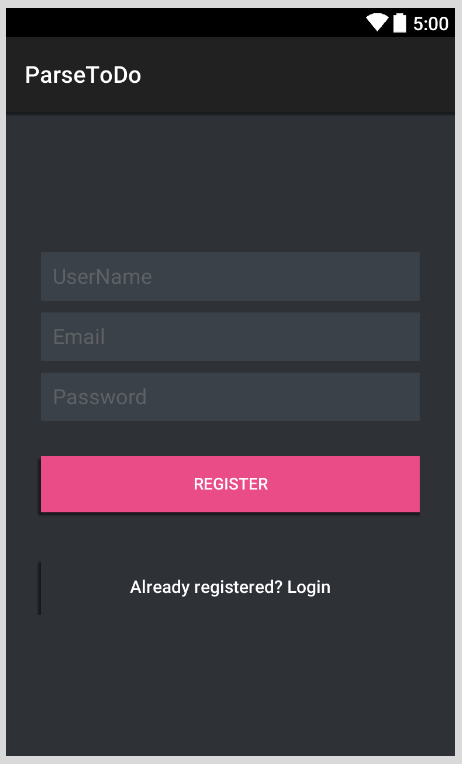 5:00
ParseToDo
UserName
Email
Password
REGISTER
Already registered? Login